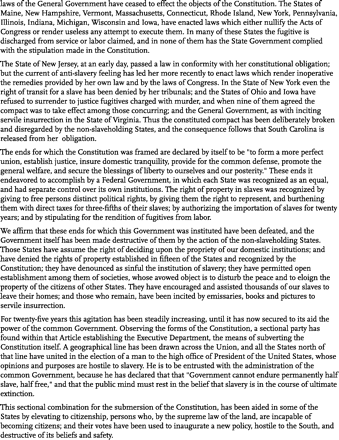 laws of the General Government have ceased to effect the objects of the Constitution. The States of
Maine, New Hampshire, Vermont, Massachusetts, Connecticut, Rhode Island, New York, Pennsylvania,
Illinois, Indiana, Michigan, Wisconsin and Iowa, have enacted laws which either nullify the Acts of
Congress or render useless any attempt to execute them. In many of these States the fugitive is
discharged from service or labor claimed, and in none of them has the State Government complied
with the stipulation made in the Constitution.
The State of New Jersey, at an early day, passed a law in conformity with her constitutional obligation;
but the current of anti-slavery feeling has led her more recently to enact laws which render inoperative
the remedies provided by her own law and by the laws of Congress. In the State of New York even the
right of transit for a slave has been denied by her tribunals; and the States of Ohio and Iowa have
refused to surrender to justice fugitives charged with murder, and when nine of them agreed the
compact was to take effect among those concurring; and the General Government, as with inciting
servile insurrection in the State of Virginia. Thus the constituted compact has been deliberately broken
and disregarded by the non-slaveholding States, and the consequence follows that South Carolina is
released from her obligation.
The ends for which the Constitution was framed are declared by itself to be "to form a more perfect
union, establish justice, insure domestic tranquility, provide for the common defense, promote the
general welfare, and secure the blessings of liberty to ourselves and our posterity." These ends it
endeavored to accomplish by a Federal Government, in which each State was recognized as an equal,
and had separate control over its own institutions. The right of property in slaves was recognized by
giving to free persons distinct political rights, by giving them the right to represent, and burthening
them with direct taxes for three-fifths of their slaves; by authorizing the importation of slaves for twenty
years; and by stipulating for the rendition of fugitives from labor.
We affirm that these ends for which this Government was instituted have been defeated, and the
Government itself has been made destructive of them by the action of the non-slaveholding States.
Those States have assume the right of deciding upon the propriety of our domestic institutions; and
have denied the rights of property established in fifteen of the States and recognized by the
Constitution; they have denounced as sinful the institution of slavery; they have permitted open
establishment among them of societies, whose avowed object is to disturb the peace and to eloign the
property of the citizens of other States. They have encouraged and assisted thousands of our slaves to
leave their homes; and those who remain, have been incited by emissaries, books and pictures to
servile insurrection.
For twenty-five years this agitation has been steadily increasing, until it has now secured to its aid the
power of the common Government. Observing the forms of the Constitution, a sectional party has
found within that Article establishing the Executive Department, the means of subverting the
Constitution itself. A geographical line has been drawn across the Union, and all the States north of
that line have united in the election of a man to the high office of President of the United States, whose
opinions and purposes are hostile to slavery. He is to be entrusted with the administration of the
common Government, because he has declared that that "Government cannot endure permanently half
slave, half free," and that the public mind must rest in the belief that slavery is in the course of ultimate
extinction.
This sectional combination for the submersion of the Constitution, has been aided in some of the
States by elevating to citizenship, persons who, by the supreme law of the land, are incapable of
becoming citizens; and their votes have been used to inaugurate a new policy, hostile to the South, and
destructive of its beliefs and safety.